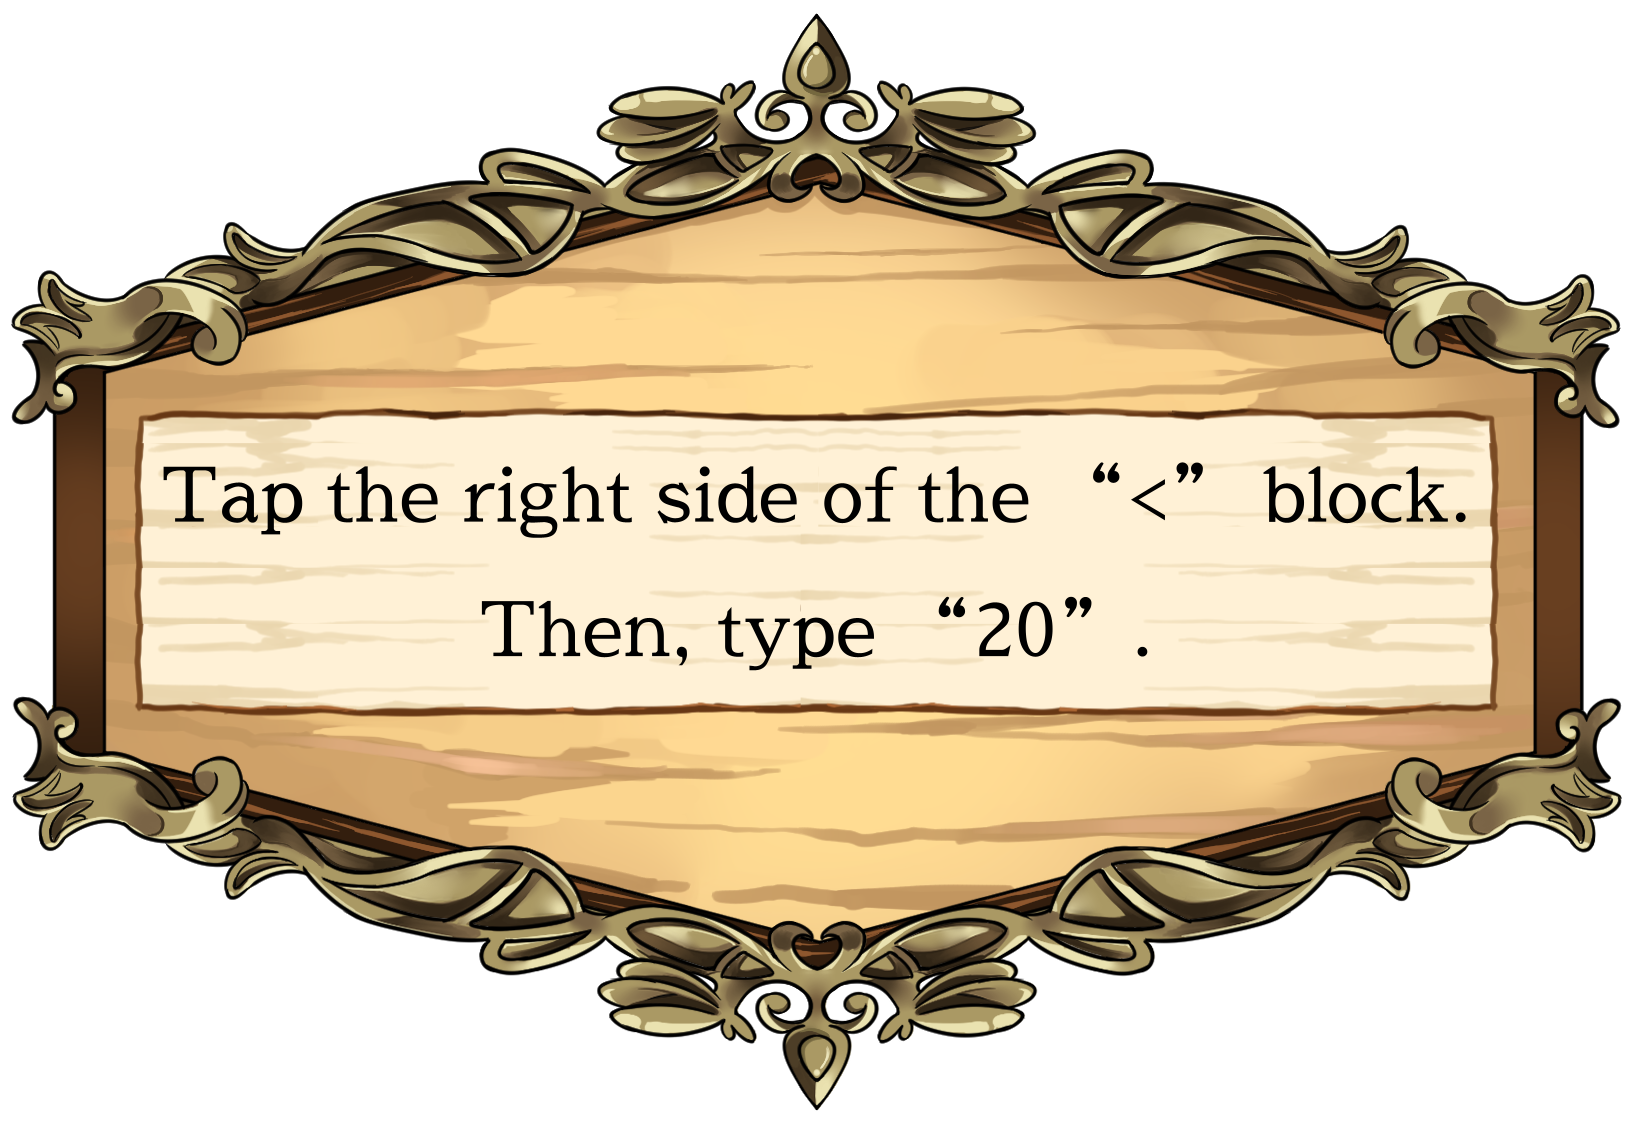 Tap the right side of the “<” block.
Then, type “20”.